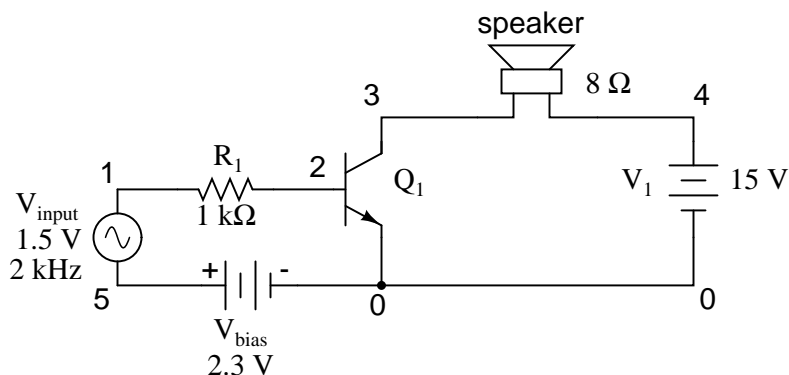 speaker
8 Ω
3
4
R1
1
2
Q1
V1
15 V
Vinput
1 kΩ
1.5 V
2 kHz
+
-
5
0
0
Vbias
2.3 V